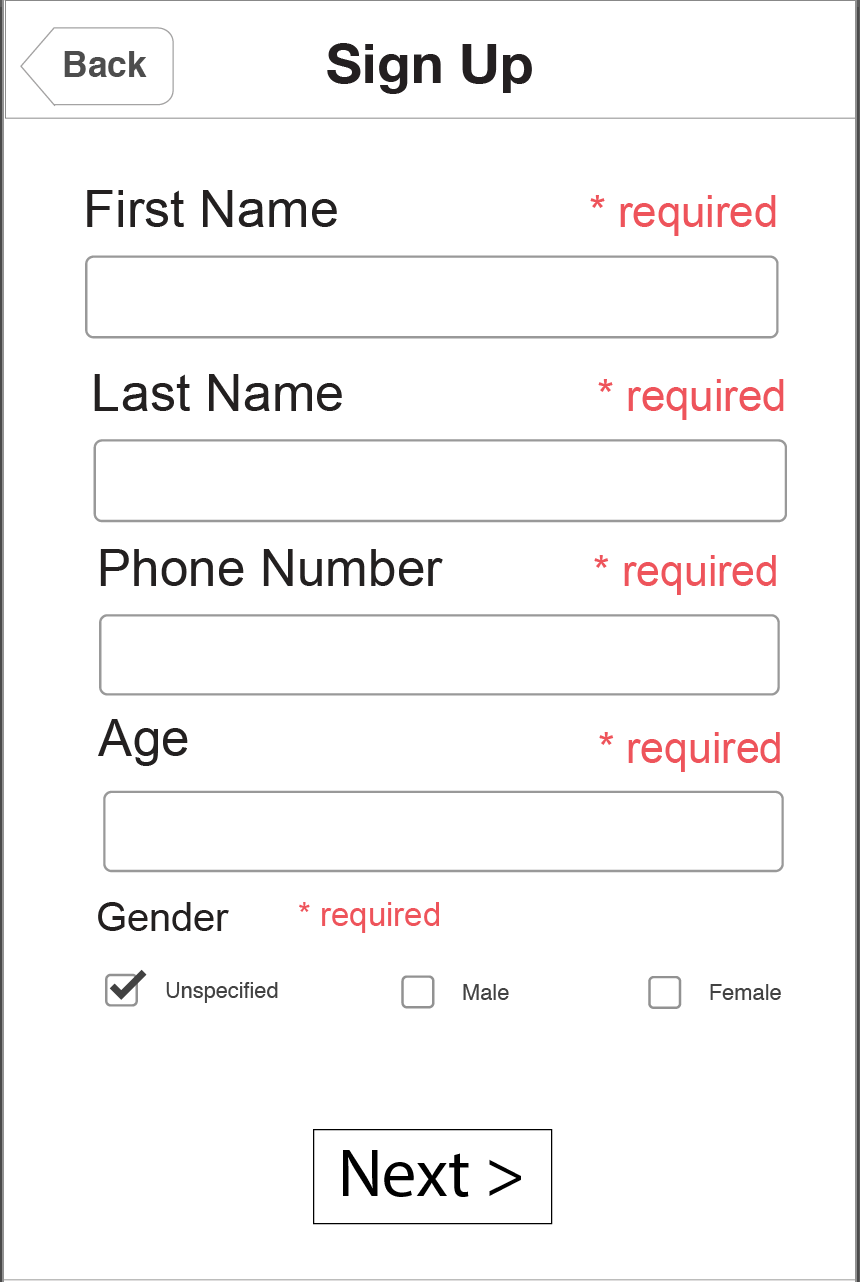 Back Sign Up
First Name * required
Last Name * required
Phone Number * required
Age * required
Gender * required
Unspecified Male Female
Next >